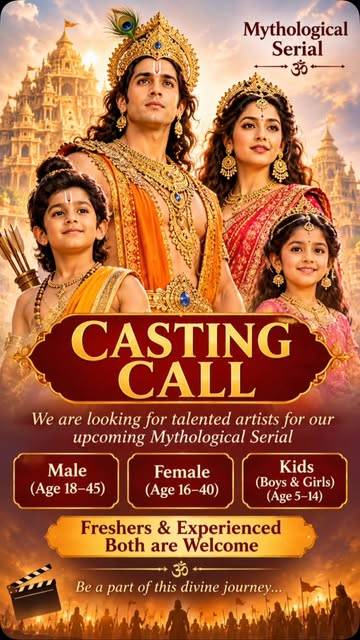 Mythological
Serial
ॐ
CASTING
CALL
We are looking for talented artists for our
upcoming Mythological Serial
Male
(Age 18–45)
Female
(Age 16–40)
Kids
(Boys & Girls)
(Age 5–14)
Freshers & Experienced
Both are Welcome
ॐ
Be a part of this divine journey...